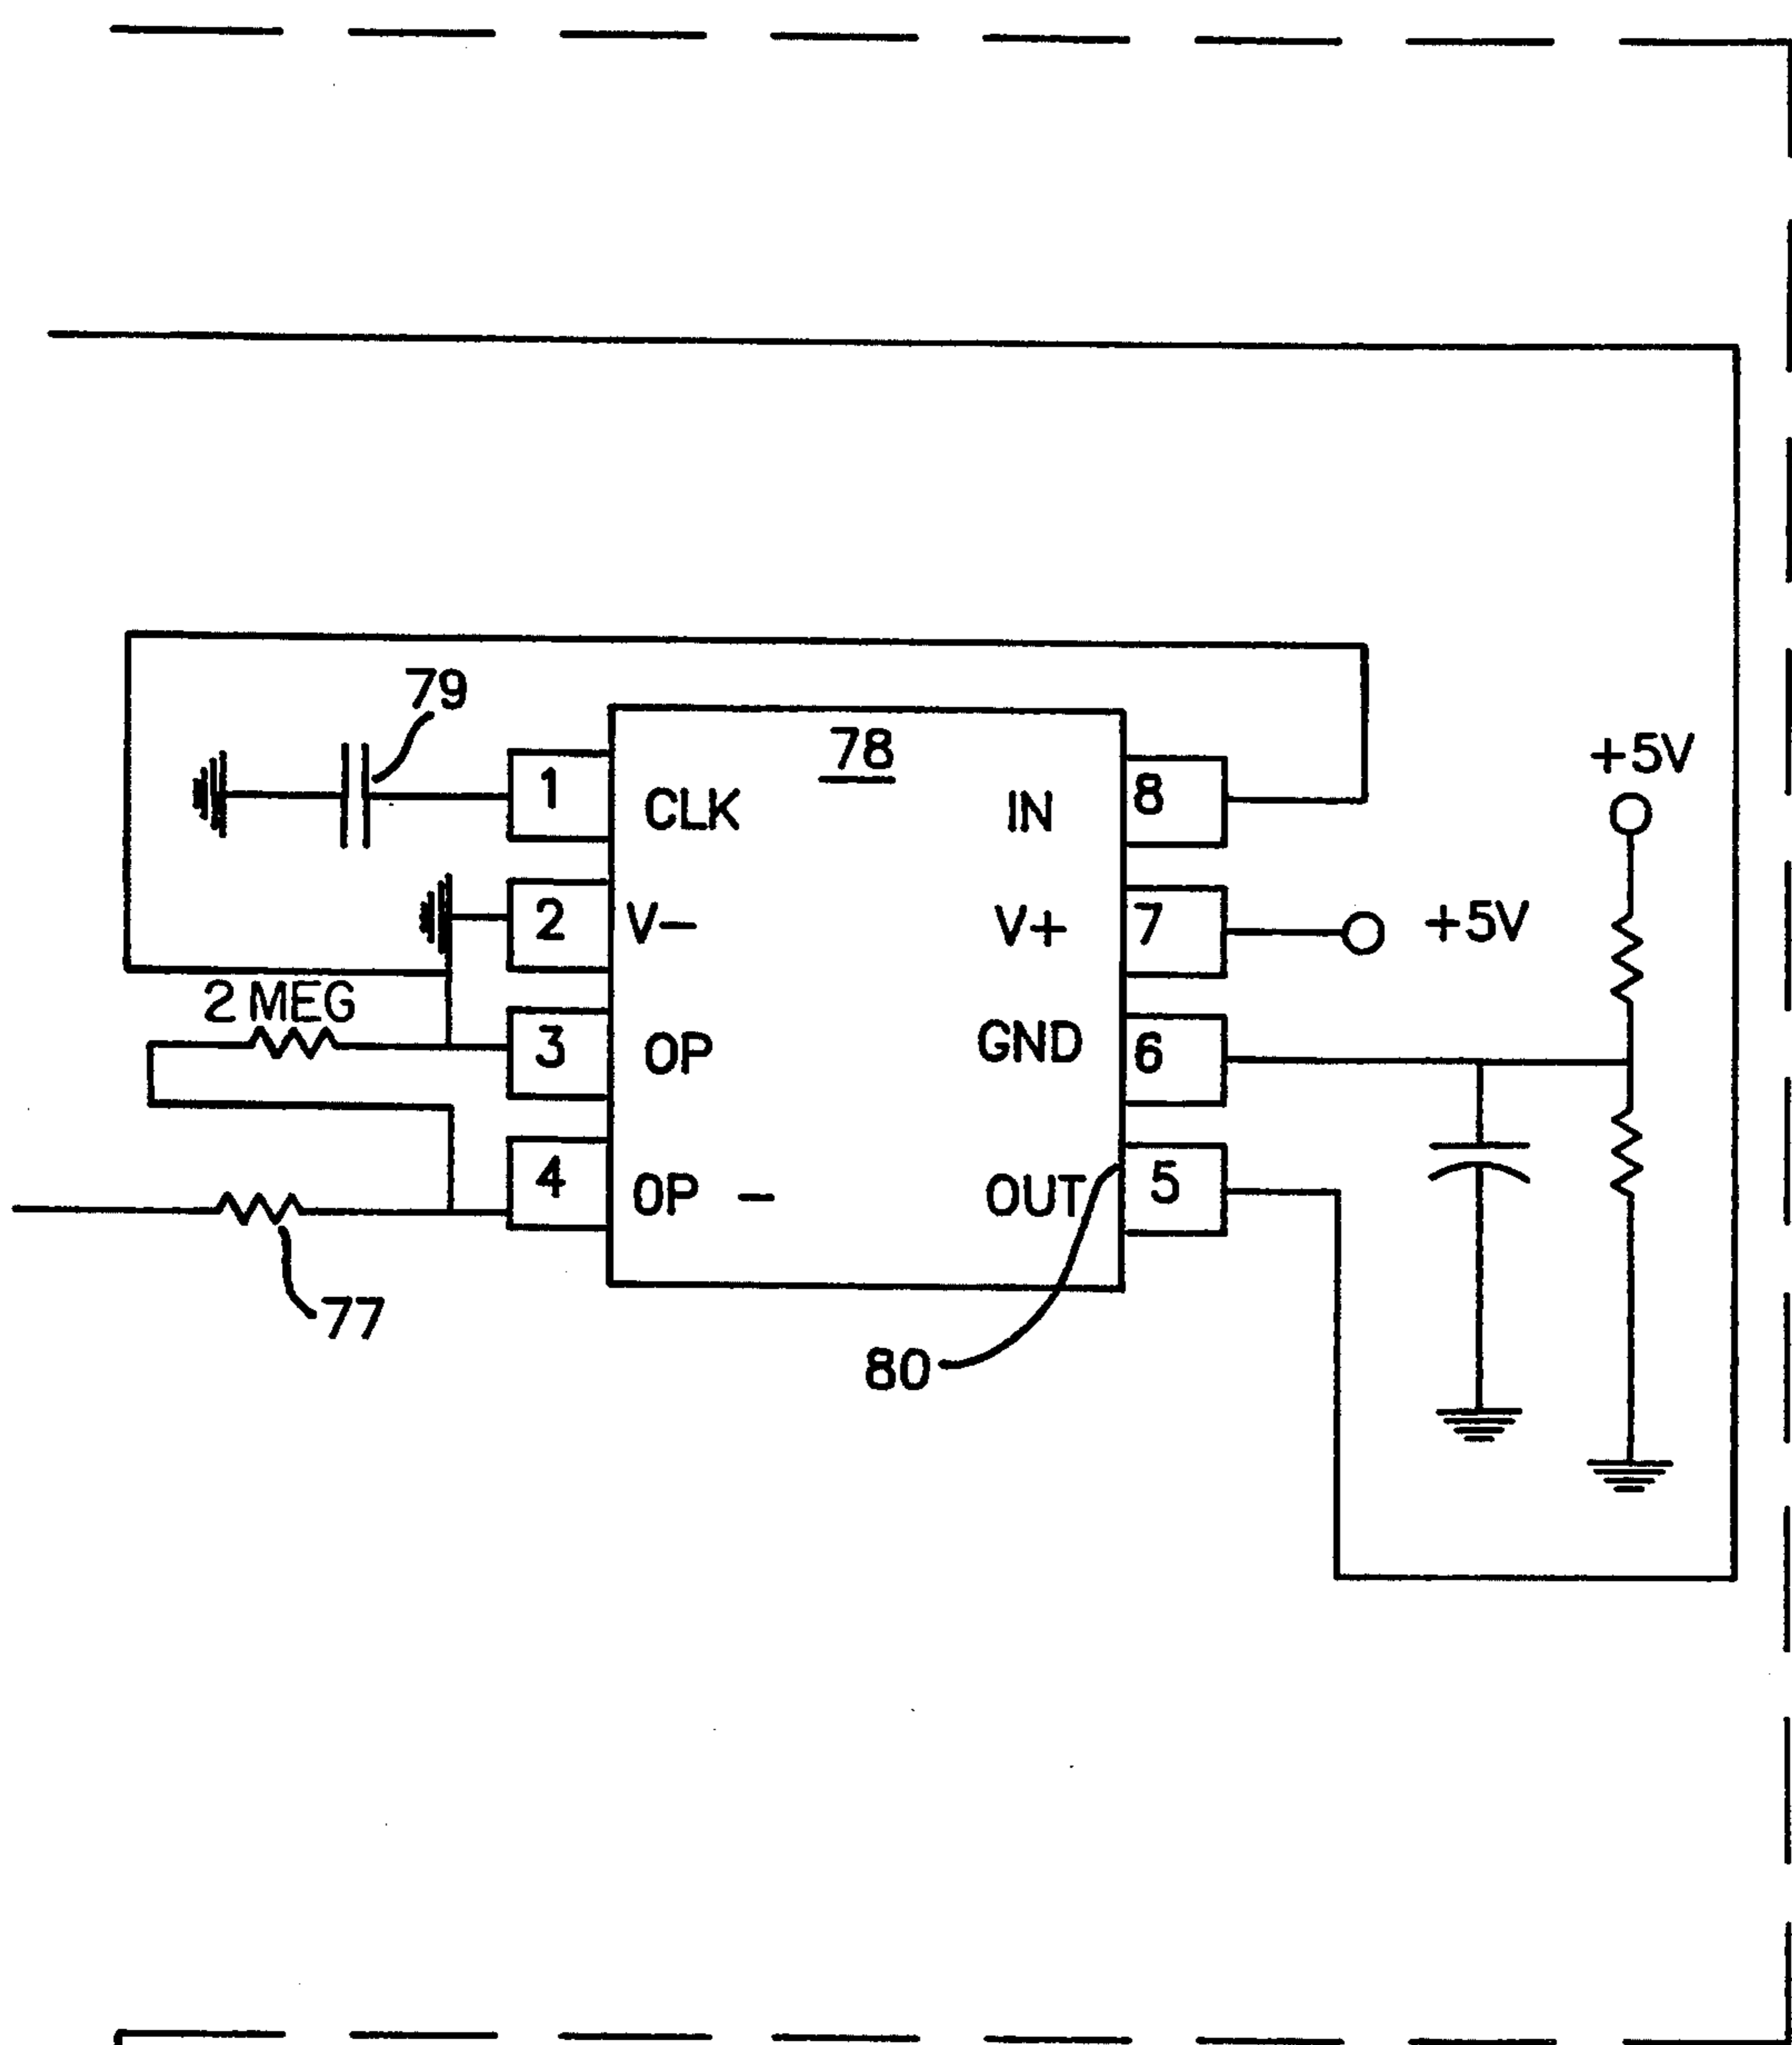 79
78
+5V
1
CLK
IN
8
2
V-
V+
7
+5V
2 MEG
3
OP
GND
6
4
OP -
OUT
5
77
80